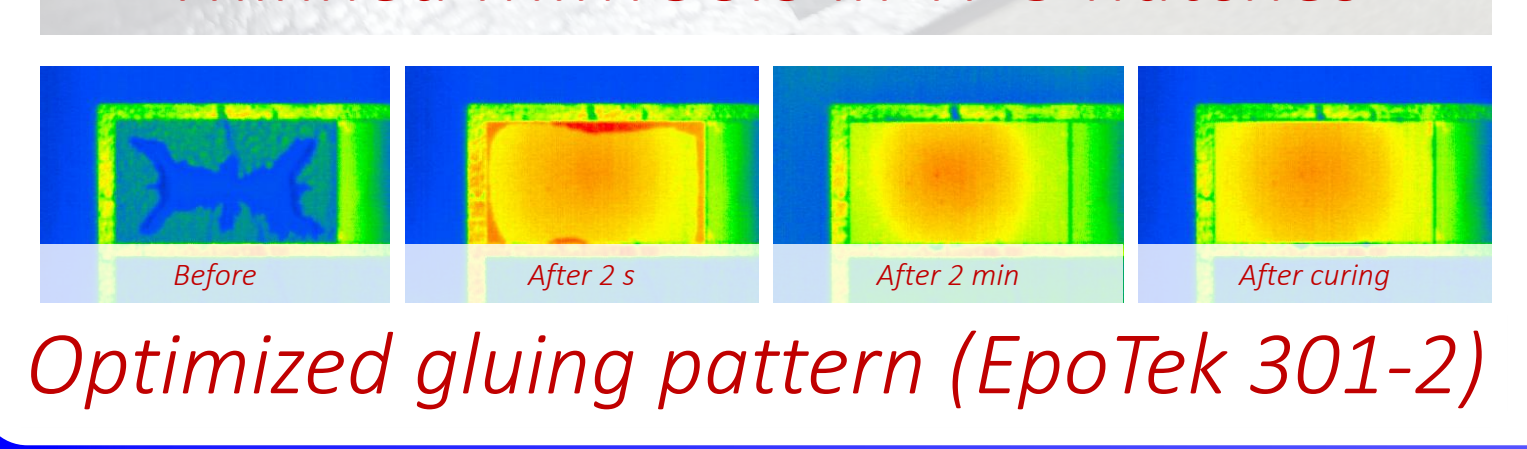 Before
After 2 s
After 2 min
After curing
Optimized gluing pattern (EpoTek 301-2)